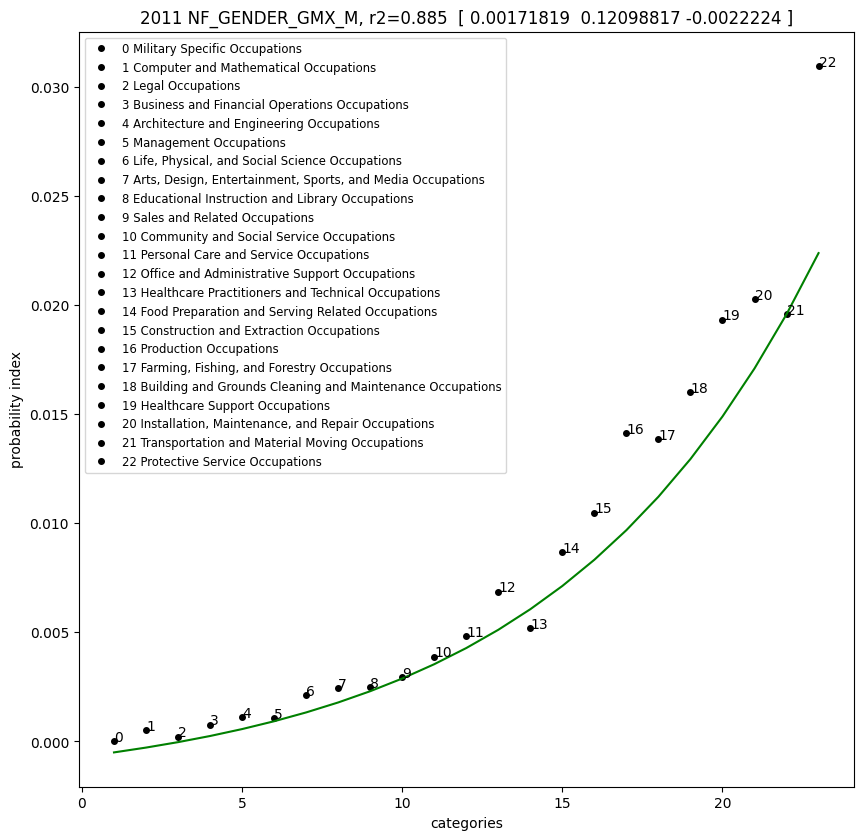 2011 NF_GENDER_GMX_M, r2=0.885  [ 0.00171819  0.12098817 -0.0022224 ]
0 Military Specific Occupations
1 Computer and Mathematical Occupations
2 Legal Occupations
3 Business and Financial Operations Occupations
4 Architecture and Engineering Occupations
5 Management Occupations
6 Life, Physical, and Social Science Occupations
7 Arts, Design, Entertainment, Sports, and Media Occupations
8 Educational Instruction and Library Occupations
9 Sales and Related Occupations
10 Community and Social Service Occupations
11 Personal Care and Service Occupations
12 Office and Administrative Support Occupations
13 Healthcare Practitioners and Technical Occupations
14 Food Preparation and Serving Related Occupations
15 Construction and Extraction Occupations
16 Production Occupations
17 Farming, Fishing, and Forestry Occupations
18 Building and Grounds Cleaning and Maintenance Occupations
19 Healthcare Support Occupations
20 Installation, Maintenance, and Repair Occupations
21 Transportation and Material Moving Occupations
22 Protective Service Occupations
probability index
0.030
0.025
0.020
0.015
0.010
0.005
0.000
0
1
2
3
4
5
6
7
8
9
10
11
12
13
14
15
16
17
18
19
20
21
22
0
5
10
15
20
categories